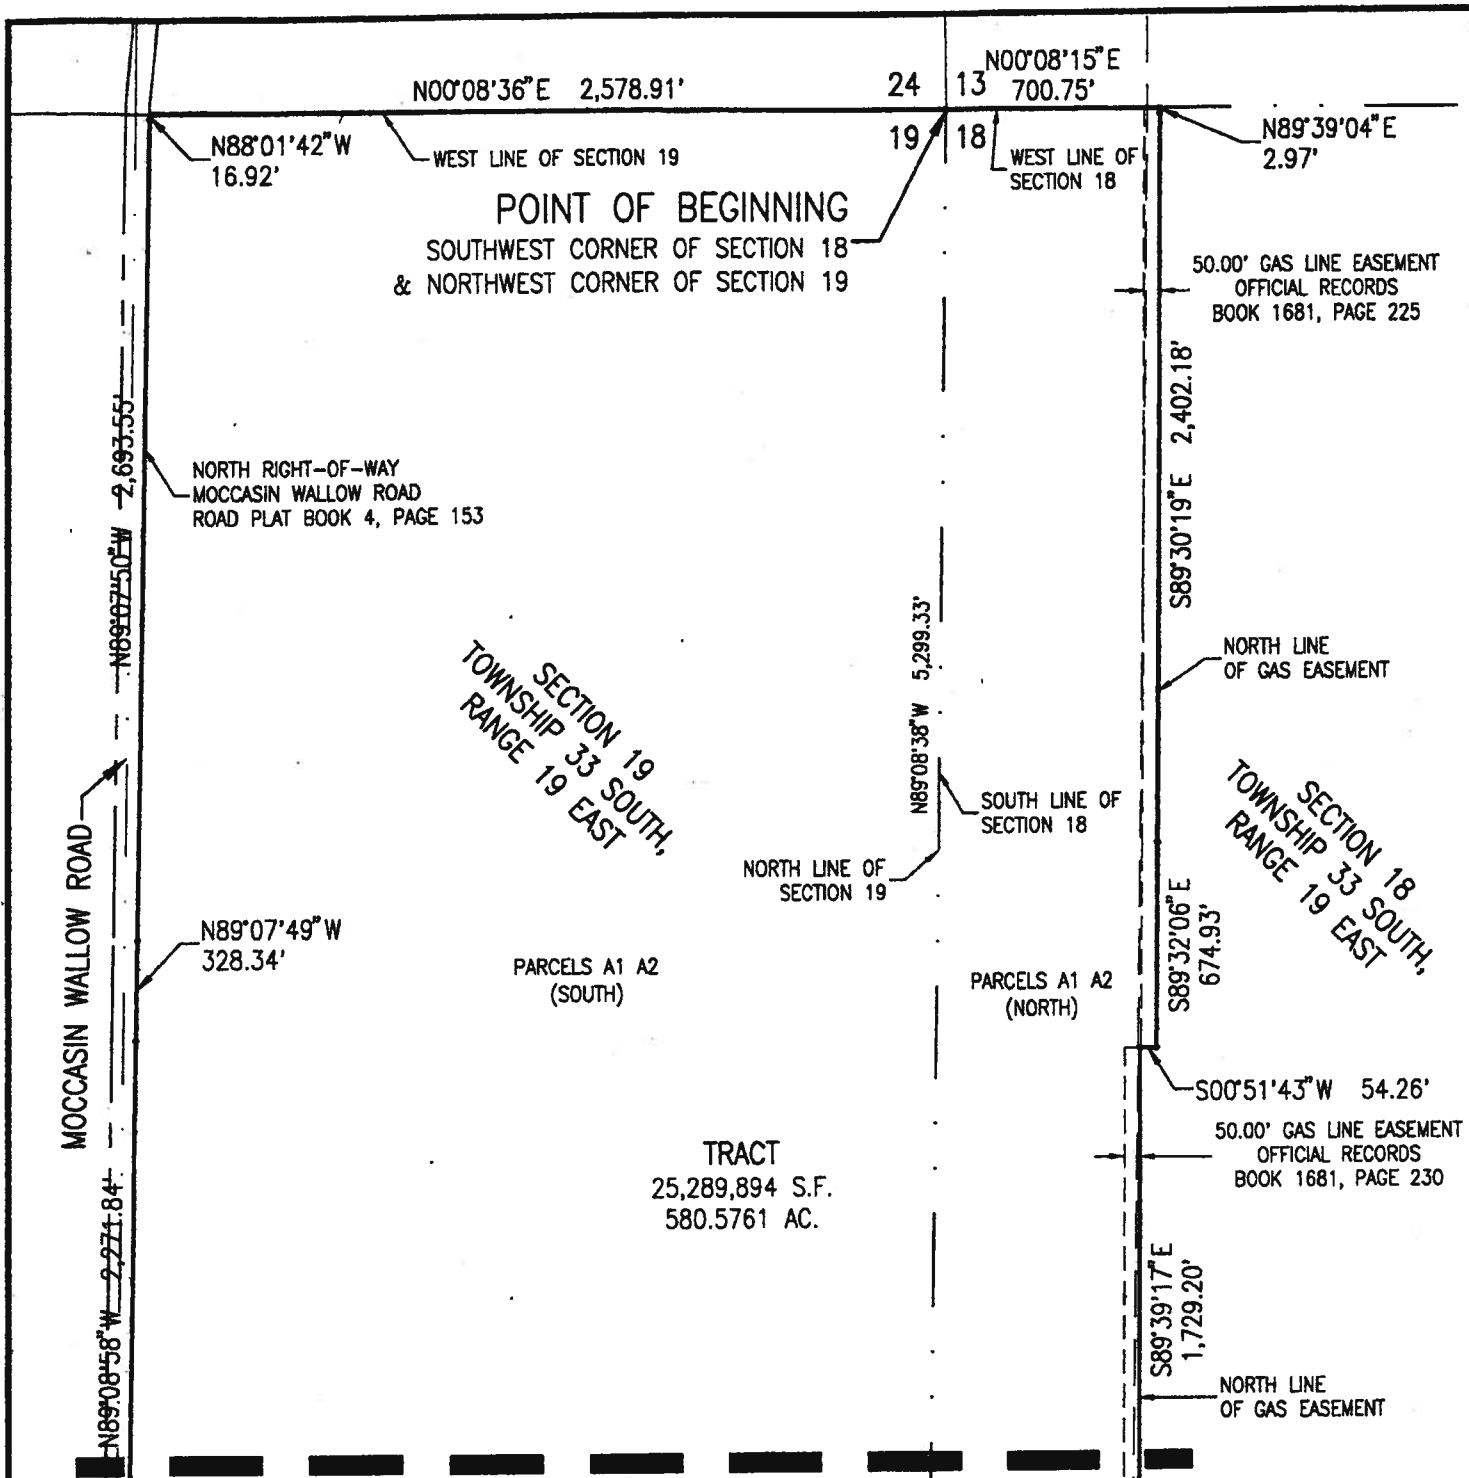 N00°08'36"E 2,578.91'
24 13
N00°08'15"E
700.75'
N88°01'42"W
16.92'
WEST LINE OF SECTION 19
19 18
WEST LINE OF
SECTION 18
N89°39'04"E
2.97'
POINT OF BEGINNING
SOUTHWEST CORNER OF SECTION 18
& NORTHWEST CORNER OF SECTION 19
50.00' GAS LINE EASEMENT
OFFICIAL RECORDS
BOOK 1681, PAGE 225
N89°07'50"W 2,693.55'
NORTH RIGHT-OF-WAY
MOCCASIN WALLOW ROAD
ROAD PLAT BOOK 4, PAGE 153
S89°30'19"E 2,402.18'
N89°08'38"W 5,299.33'
SECTION 19
TOWNSHIP 33 SOUTH,
RANGE 19 EAST
NORTH LINE
OF GAS EASEMENT
SOUTH LINE OF
SECTION 18
NORTH LINE OF
SECTION 19
SECTION 18
TOWNSHIP 33 SOUTH,
RANGE 19 EAST
MOCCASIN WALLOW ROAD
N89°07'49"W
328.34'
PARCELS A1 A2
(SOUTH)
PARCELS A1 A2
(NORTH)
S89°32'06"E
674.93'
S00°51'43"W 54.26'
50.00' GAS LINE EASEMENT
OFFICIAL RECORDS
BOOK 1681, PAGE 230
TRACT
25,289,894 S.F.
580.5761 AC.
N89°08'58"W 2,271.84'
S89°39'17"E
1,729.20'
NORTH LINE
OF GAS EASEMENT